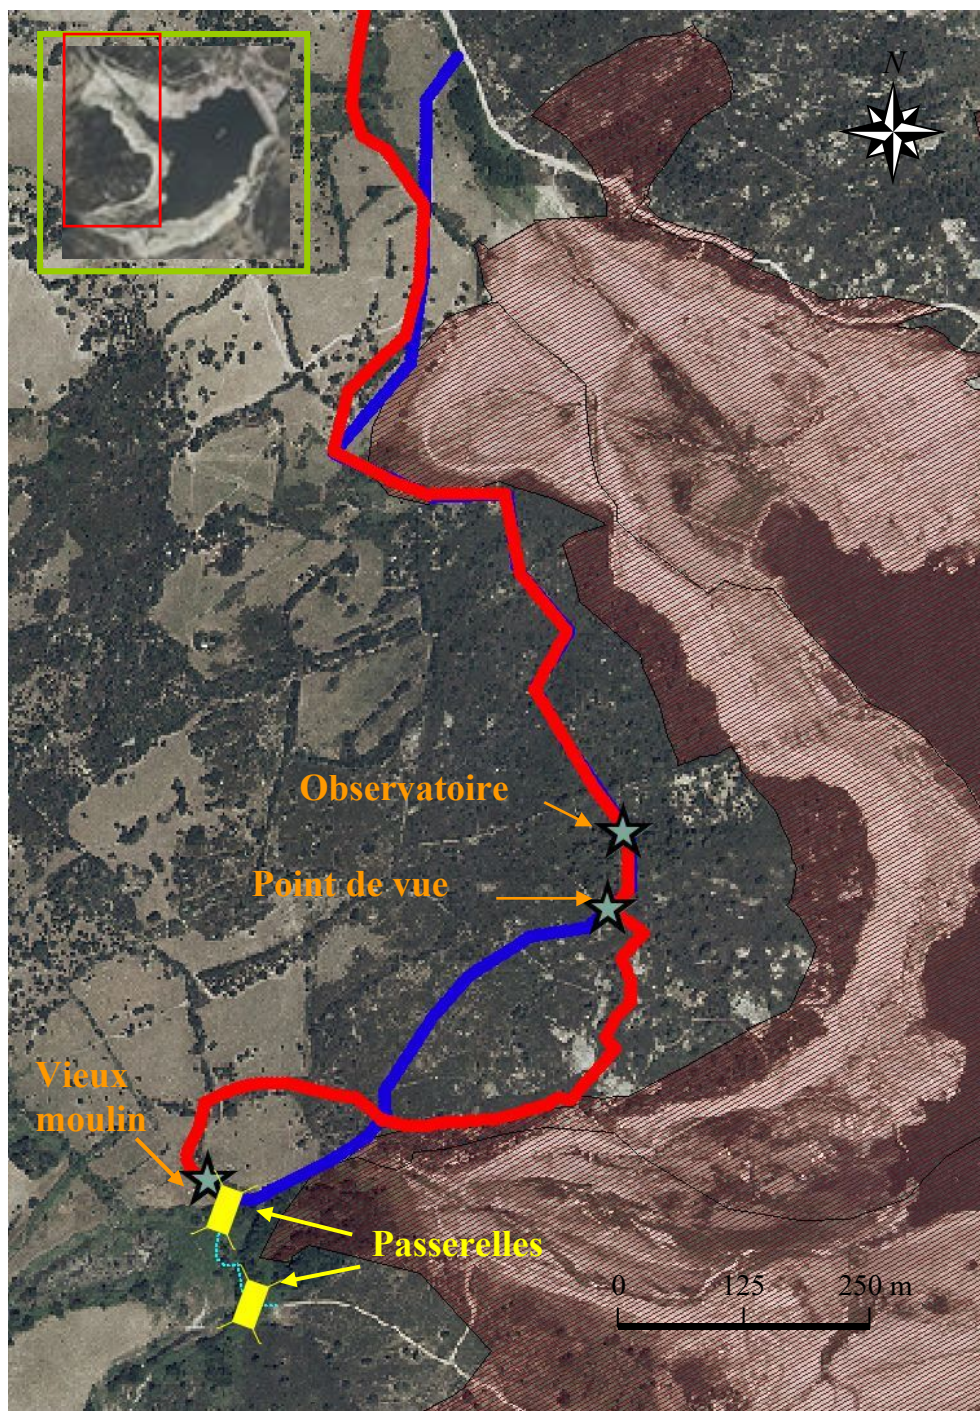 N
Observatoire
Point de vue
Vieux
moulin
Passerelles
0 125 250 m